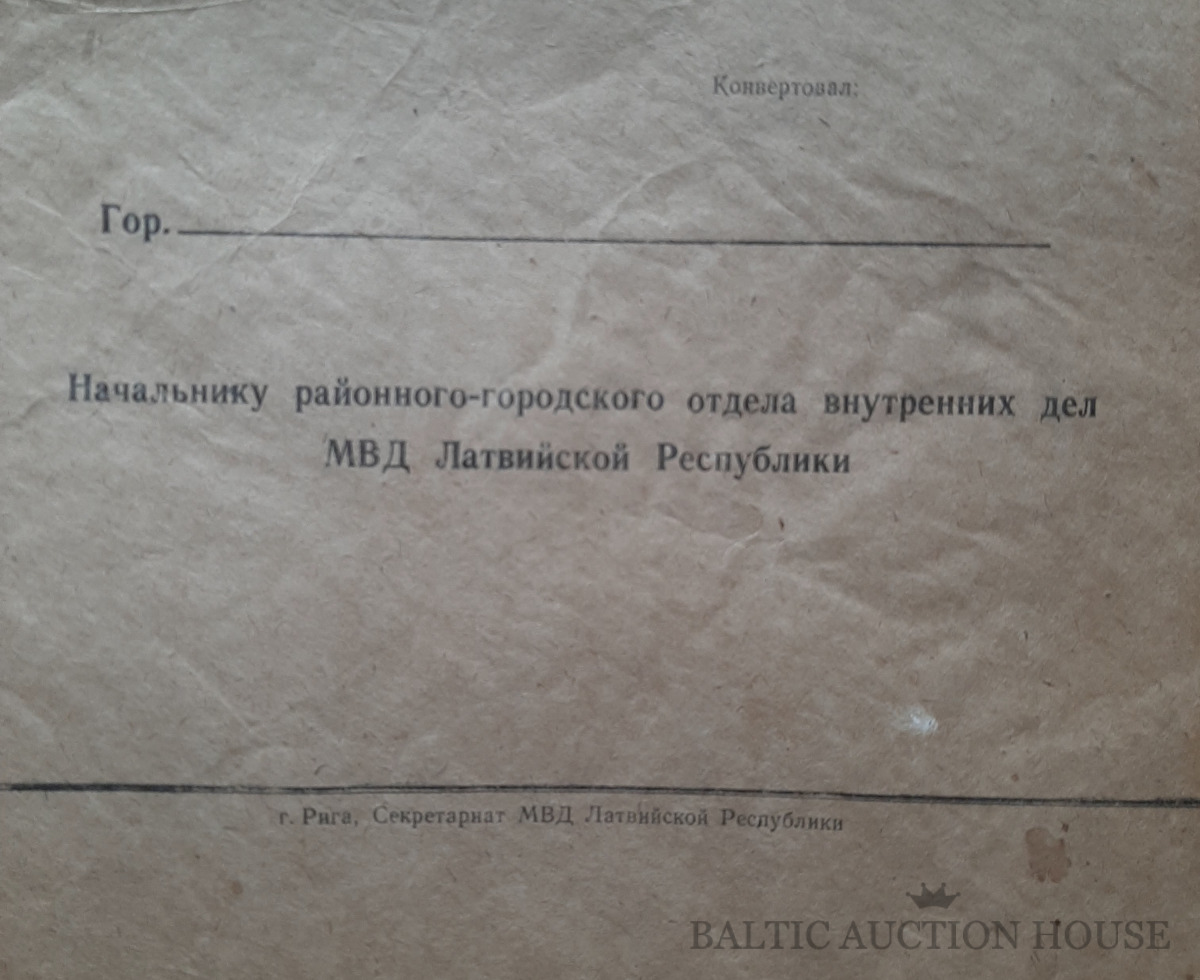 Конвертовал:
Гор.
Начальнику районного-городского отдела внутренних дел
МВД Латвийской Республики
г. Рига, Секретариат МВД Латвийской Республики
BALTIC AUCTION HOUSE